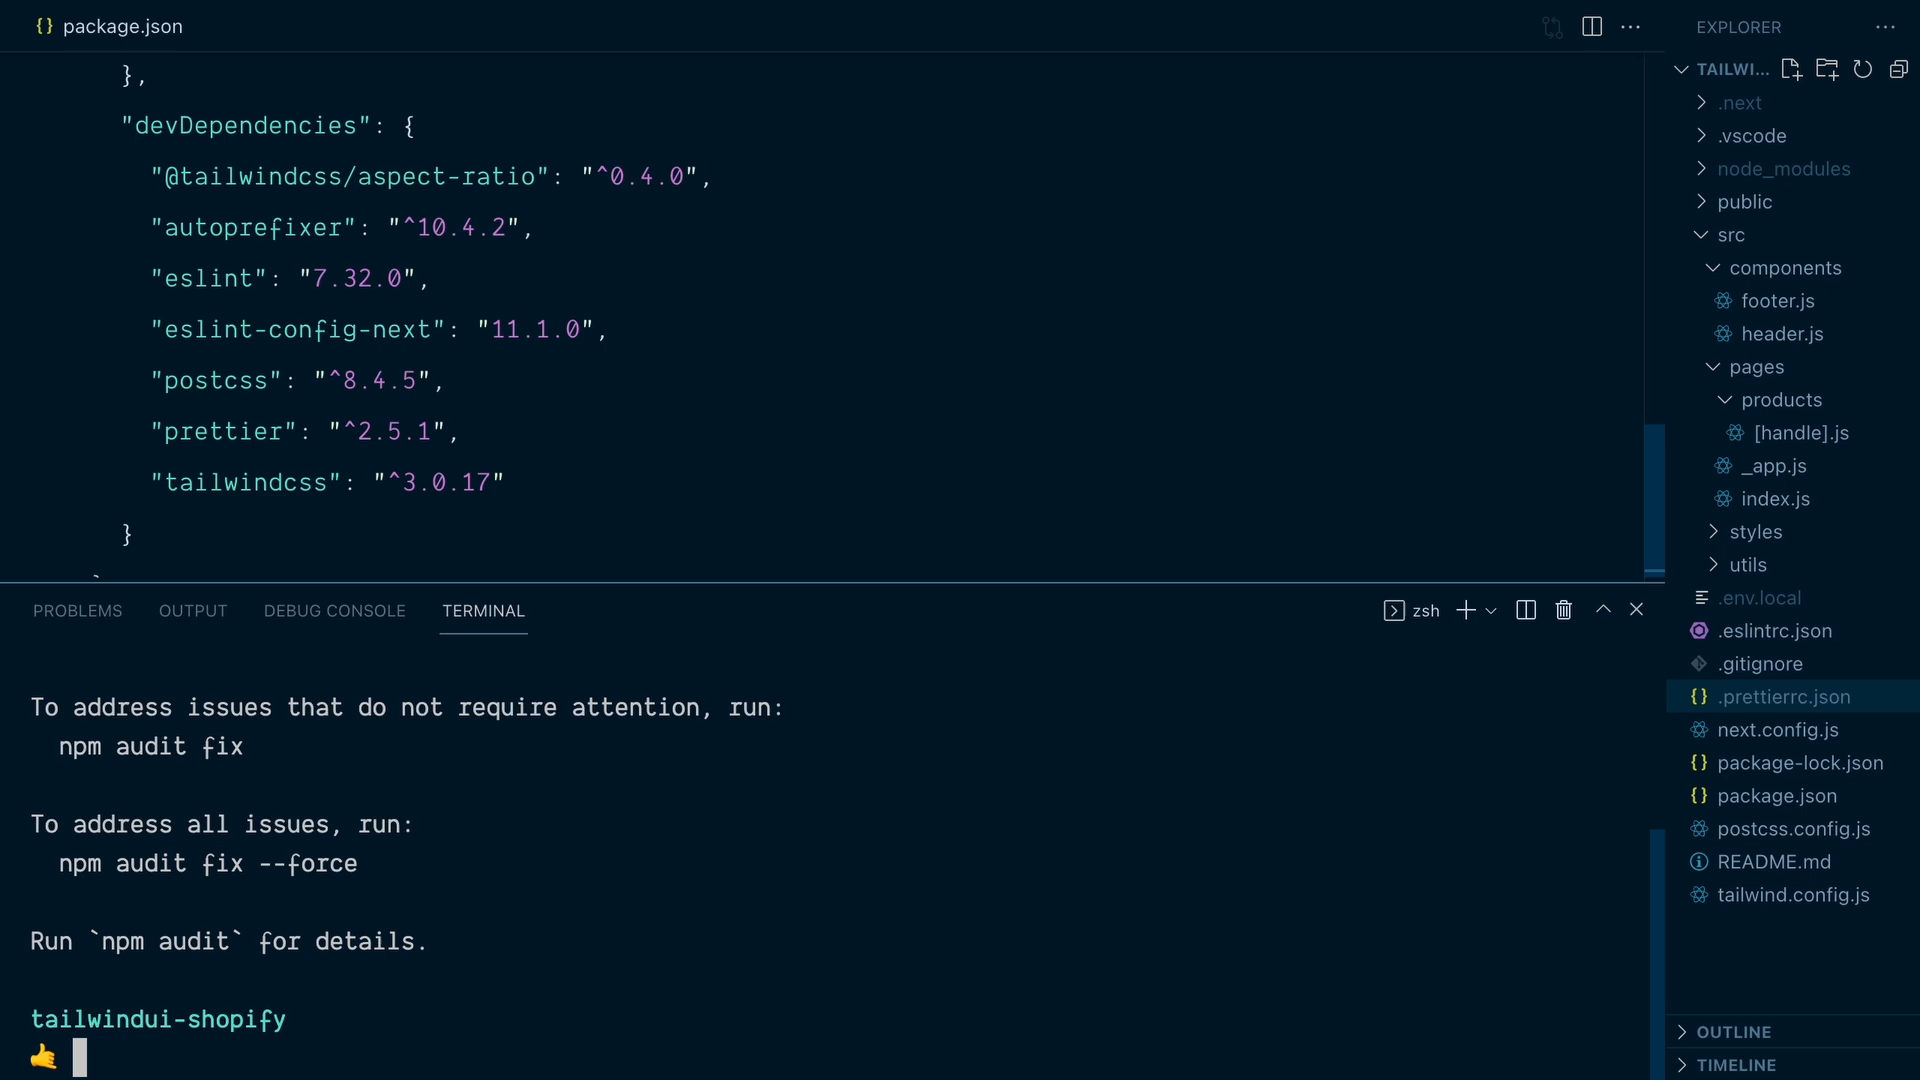 package.json
},
"devDependencies": {
"@tailwindcss/aspect-ratio": "^0.4.0",
"autoprefixer": "^10.4.2",
"eslint": "7.32.0",
"eslint-config-next": "11.1.0",
"postcss": "^8.4.5",
"prettier": "^2.5.1",
"tailwindcss": "^3.0.17"
}
PROBLEMS
OUTPUT
DEBUG CONSOLE
TERMINAL
zsh
To address issues that do not require attention, run:
npm audit fix
To address all issues, run:
npm audit fix --force
Run `npm audit` for details.
tailwindui-shopify
EXPLORER
TAILWI...
.next
.vscode
node_modules
public
src
components
footer.js
header.js
pages
products
[handle].js
_app.js
index.js
styles
utils
.env.local
.eslintrc.json
.gitignore
.prettierrc.json
next.config.js
package-lock.json
package.json
postcss.config.js
README.md
tailwind.config.js
OUTLINE
TIMELINE